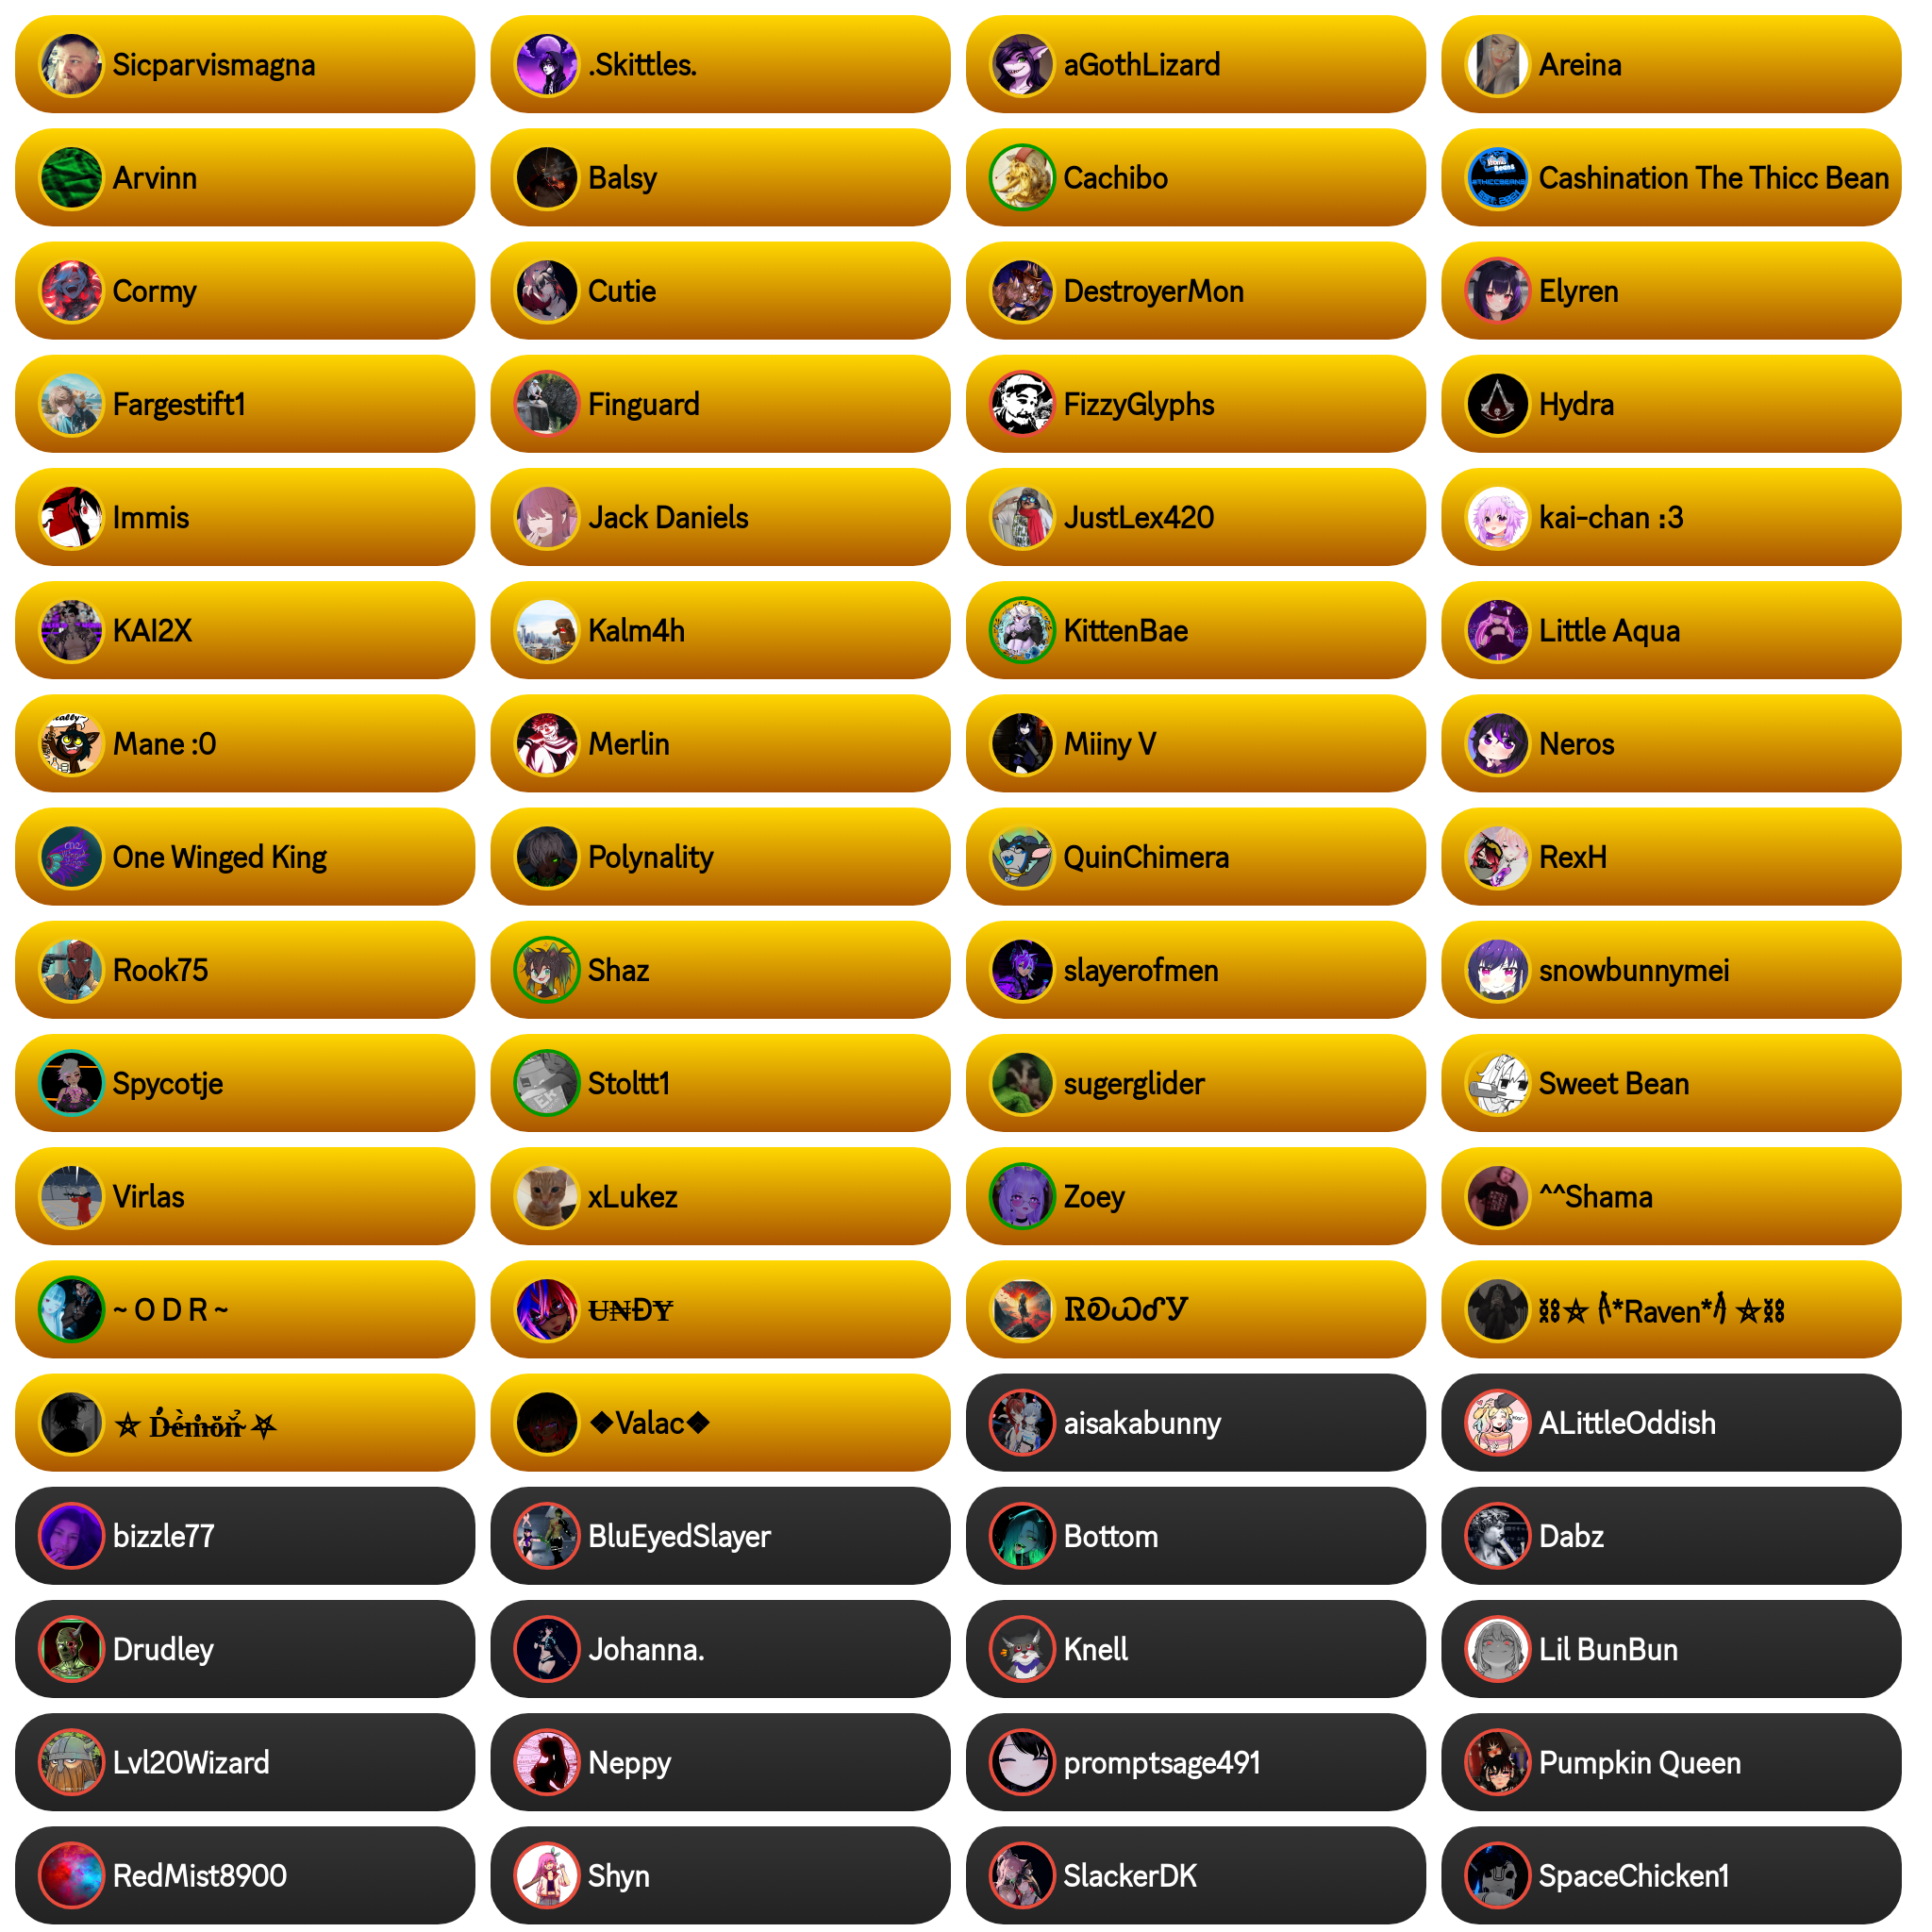 Sicparvismagna
.Skittles.
aGothLizard
Areina
Arvinn
Balsy
Cachibo
Cashination The Thicc Bean
Cormy
Cutie
DestroyerMon
Elyren
Fargestift1
Finguard
FizzyGlyphs
Hydra
Immis
Jack Daniels
JustLex420
kai-chan :3
KAI2X
Kalm4h
KittenBae
Little Aqua
Mane :0
Merlin
Miiny V
Neros
One Winged King
Polynality
QuinChimera
RexH
Rook75
Shaz
slayerofmen
snowbunnymei
Spycotje
Stoltt1
sugerglider
Sweet Bean
Virlas
xLukez
Zoey
^^Shama
~ O D R ~
*Raven*
❖Valac❖
aisakabunny
ALittleOddish
bizzle77
BluEyedSlayer
Bottom
Dabz
Drudley
Johanna.
Knell
Lil BunBun
Lvl20Wizard
Neppy
promptsage491
Pumpkin Queen
RedMist8900
Shyn
SlackerDK
SpaceChicken1